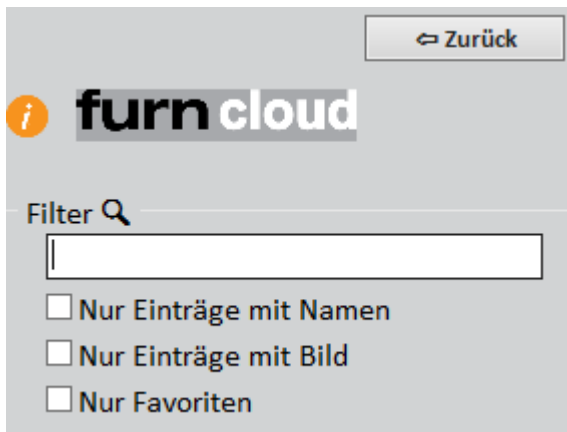 ⇦ Zurück
i furn cloud
Filter
Nur Einträge mit Namen
Nur Einträge mit Bild
Nur Favoriten